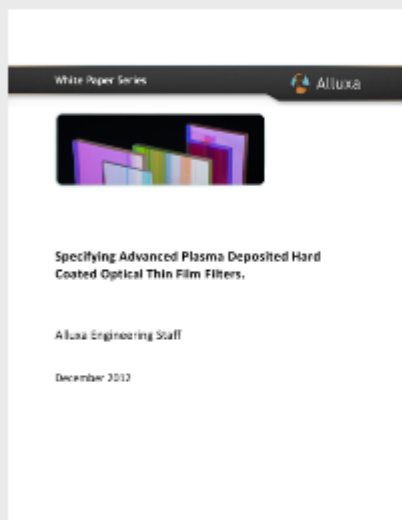 White Paper Series
Alluxa
Specifying Advanced Plasma Deposited Hard
Coated Optical Thin Film Filters.
Alluxa Engineering Staff
December 2012